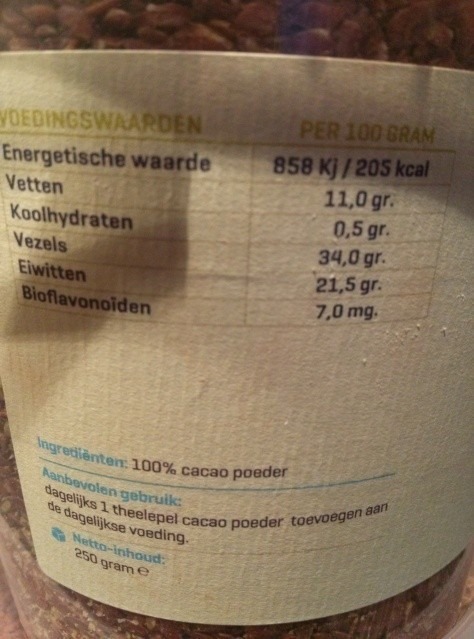 VOEDINGSWAARDEN PER 100 GRAM
Energetische waarde 858 Kj / 205 kcal
Vetten 11,0 gr.
Koolhydraten 0,5 gr.
Vezels 34,0 gr.
Eiwitten 21,5 gr.
Bioflavonoïden 7,0 mg.
Ingrediënten: 100% cacao poeder
Aanbevolen gebruik:
dagelijks 1 theelepel cacao poeder toevoegen aan
de dagelijkse voeding.
Netto-inhoud:
250 gram ℮